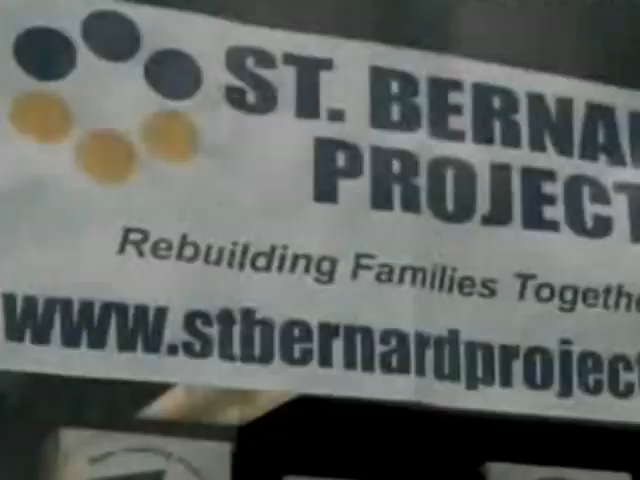 ST. BERNA
PROJECT
Rebuilding Families Togethe
www.stbernardproject